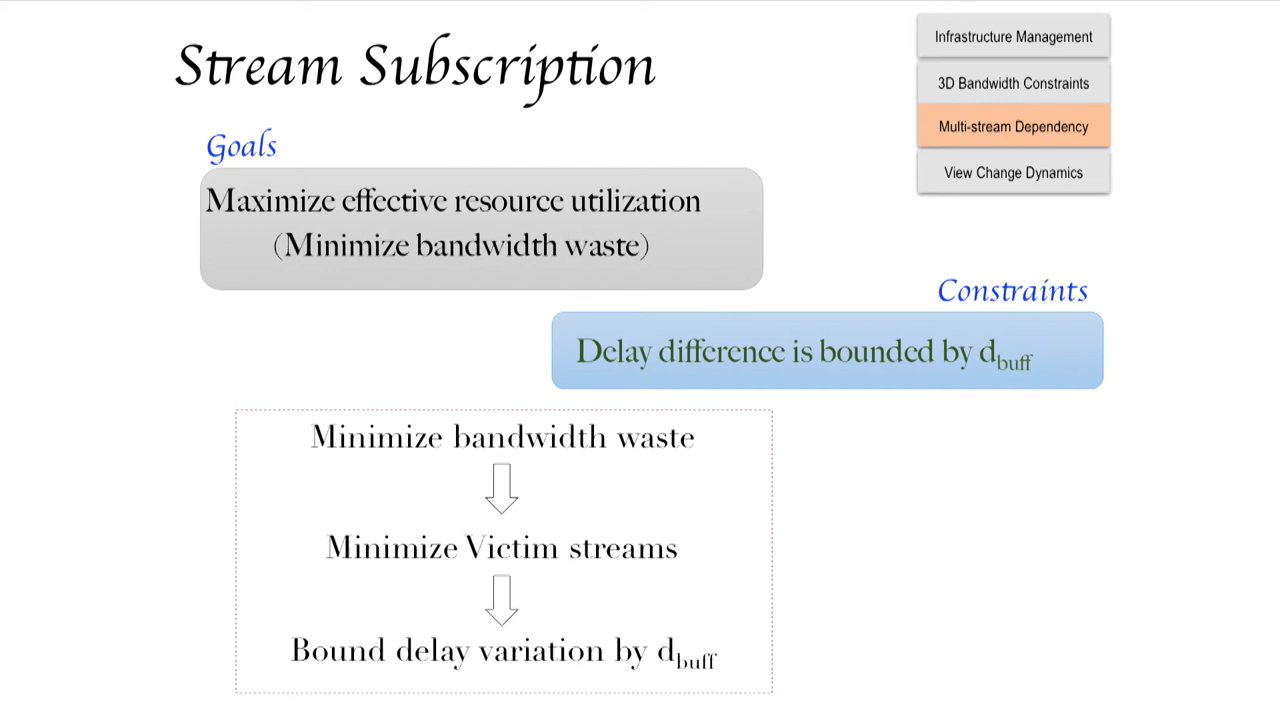 Stream Subscription
Infrastructure Management
3D Bandwidth Constraints
Multi-stream Dependency
View Change Dynamics
Goals
Maximize effective resource utilization
(Minimize bandwidth waste)
Constraints
Delay difference is bounded by dbuff
Minimize bandwidth waste
Minimize Victim streams
Bound delay variation by dbuff